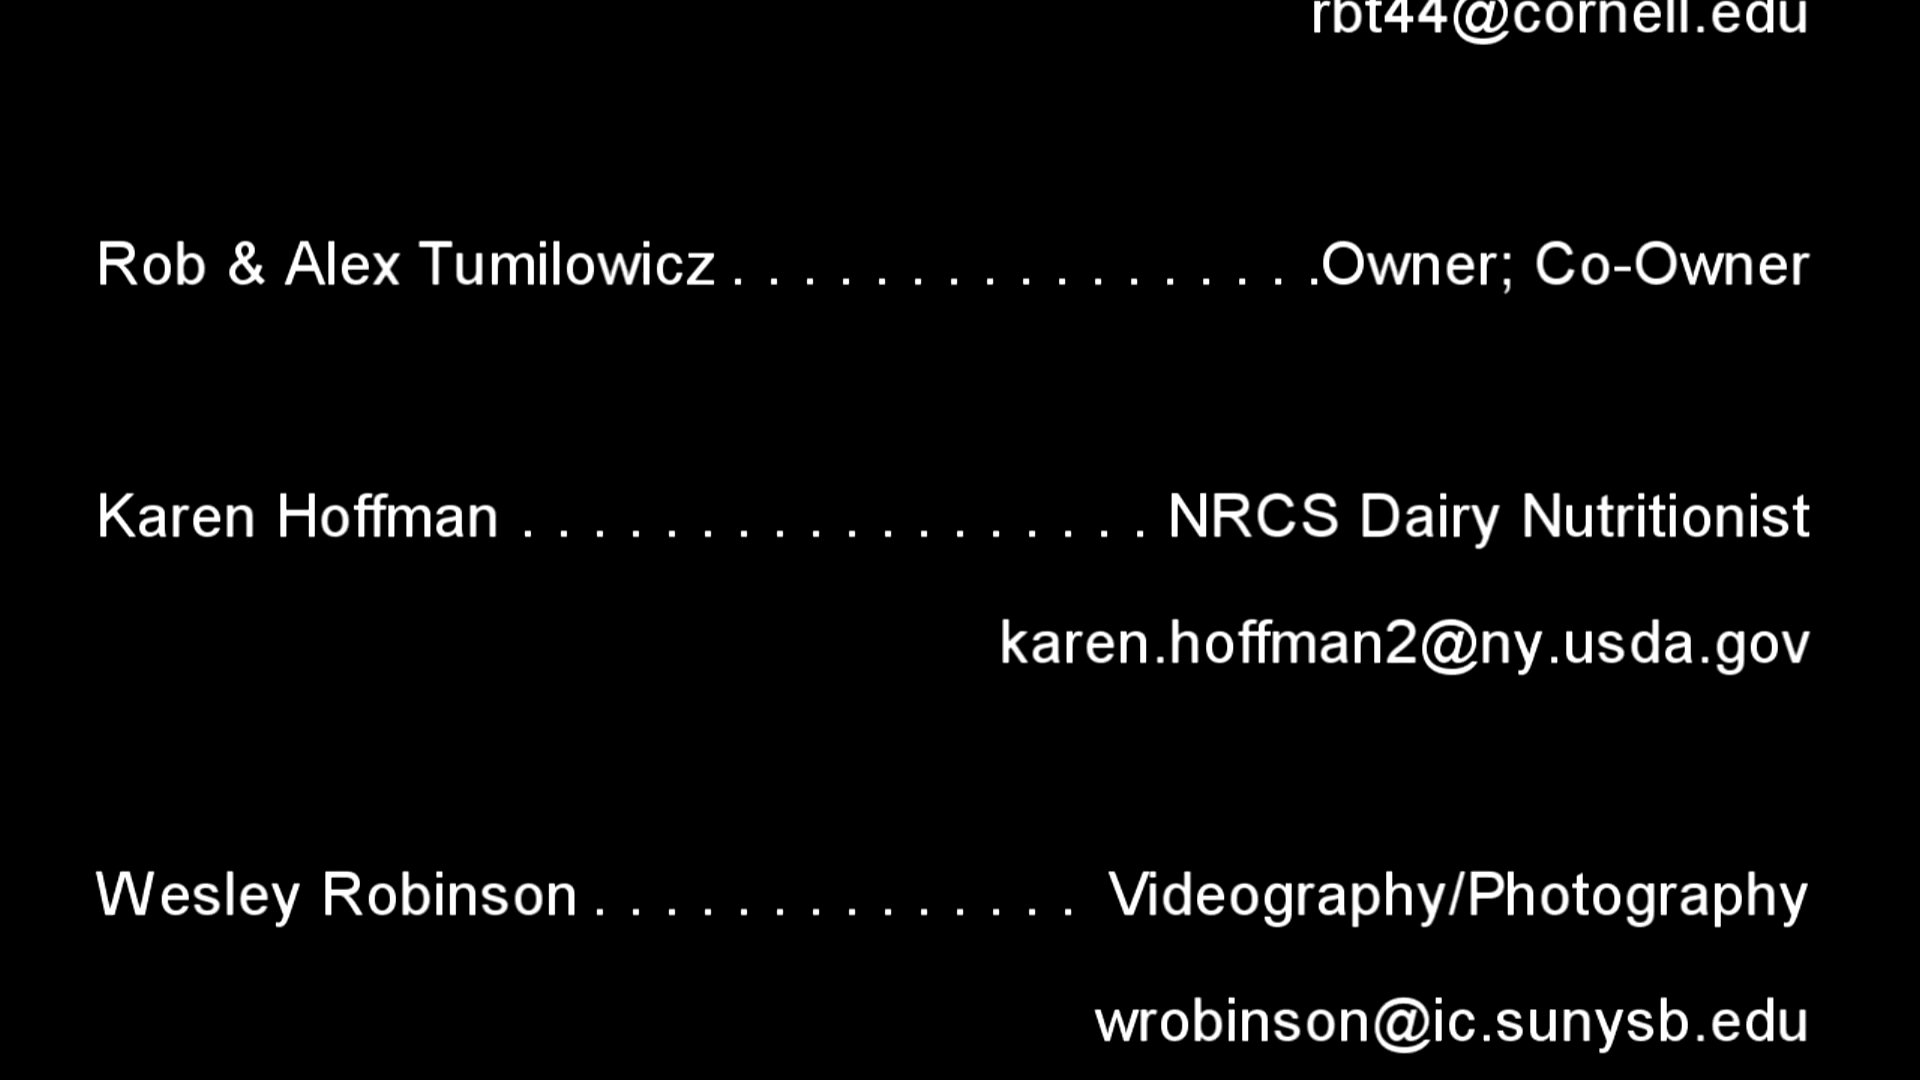 rbt44@cornell.edu
Rob & Alex Tumilowicz . . . . . . . . . . . . . . . . .Owner; Co-Owner
Karen Hoffman . . . . . . . . . . . . . . . . . . NRCS Dairy Nutritionist
karen.hoffman2@ny.usda.gov
Wesley Robinson . . . . . . . . . . . . . . Videography/Photography
wrobinson@ic.sunysb.edu